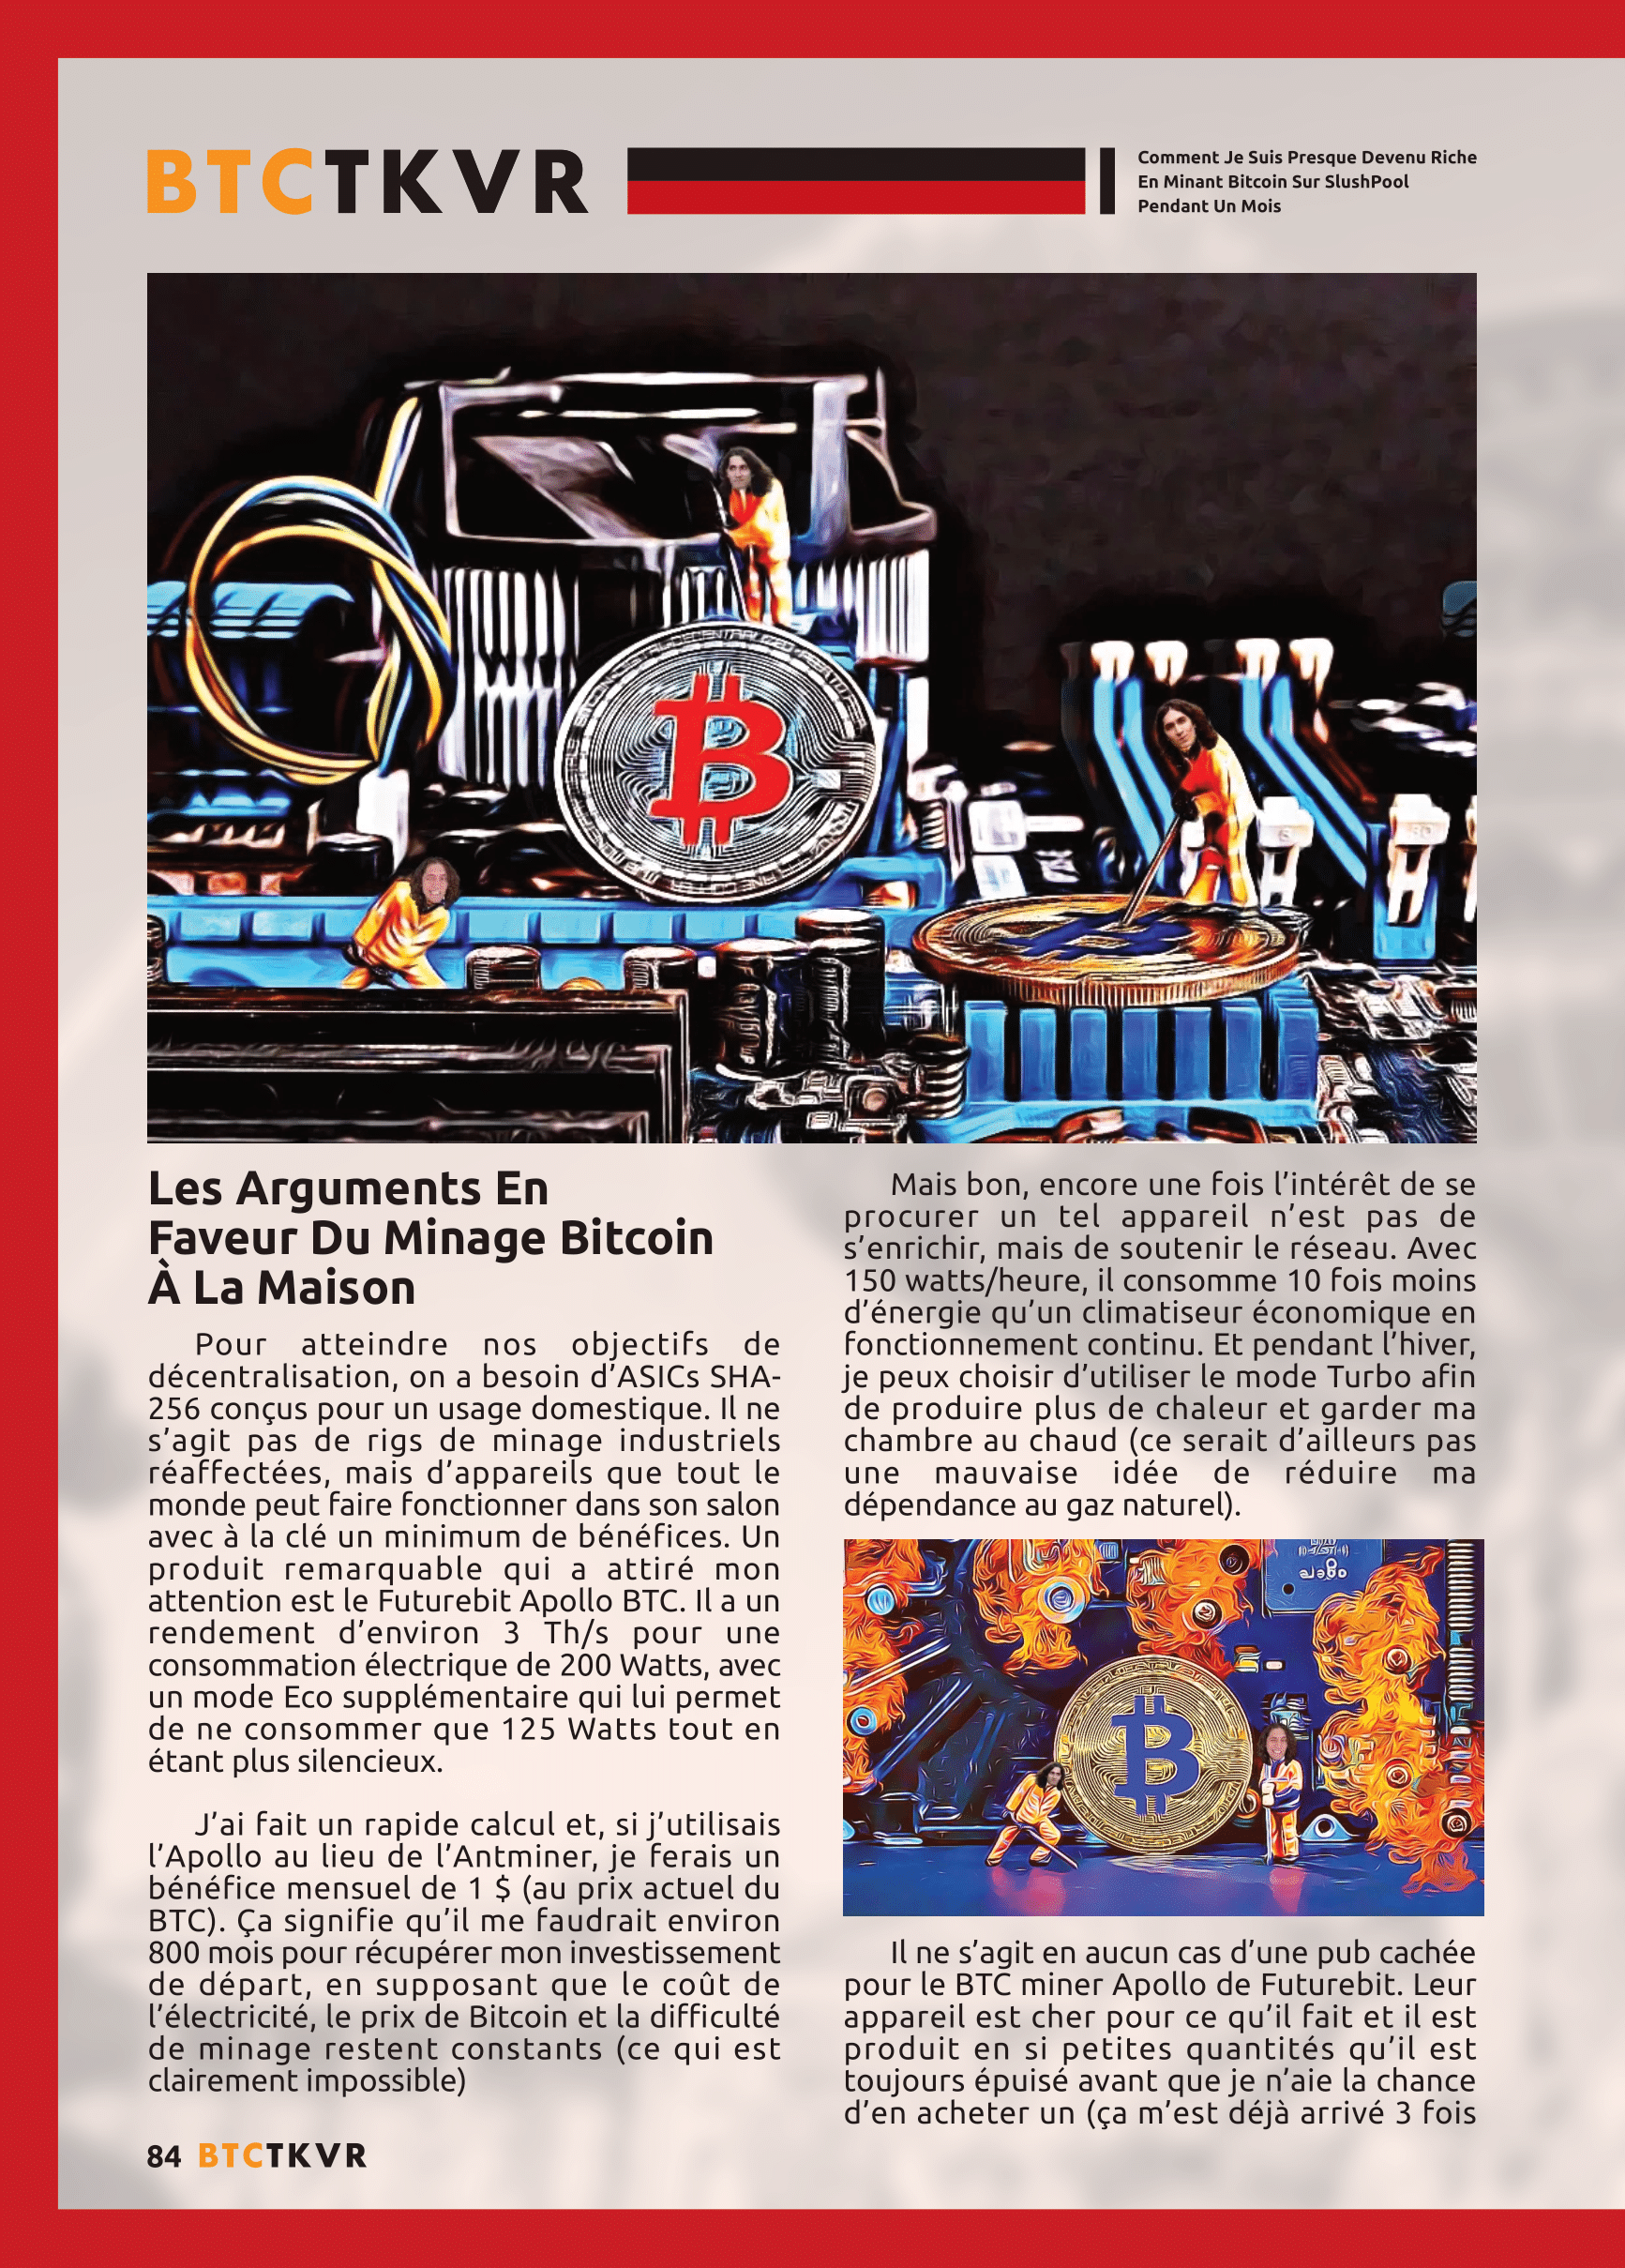 BTCTKVR
Comment Je Suis Presque Devenu Riche
En Minant Bitcoin Sur SlushPool
Pendant Un Mois
Les Arguments En
Faveur Du Minage Bitcoin
À La Maison
Pour atteindre nos objectifs de
décentralisation, on a besoin d’ASICs SHA-
256 conçus pour un usage domestique. Il ne
s’agit pas de rigs de minage industriels
réaffectées, mais d’appareils que tout le
monde peut faire fonctionner dans son salon
avec à la clé un minimum de bénéfices. Un
produit remarquable qui a attiré mon
attention est le Futurebit Apollo BTC. Il a un
rendement d’environ 3 Th/s pour une
consommation électrique de 200 Watts, avec
un mode Eco supplémentaire qui lui permet
de ne consommer que 125 Watts tout en
étant plus silencieux.
J’ai fait un rapide calcul et, si j’utilisais
l’Apollo au lieu de l’Antminer, je ferais un
bénéfice mensuel de 1 $ (au prix actuel du
BTC). Ça signifie qu’il me faudrait environ
800 mois pour récupérer mon investissement
de départ, en supposant que le coût de
l’électricité, le prix de Bitcoin et la difficulté
de minage restent constants (ce qui est
clairement impossible)
Mais bon, encore une fois l’intérêt de se
procurer un tel appareil n’est pas de
s’enrichir, mais de soutenir le réseau. Avec
150 watts/heure, il consomme 10 fois moins
d’énergie qu’un climatiseur économique en
fonctionnement continu. Et pendant l’hiver,
je peux choisir d’utiliser le mode Turbo afin
de produire plus de chaleur et garder ma
chambre au chaud (ce serait d’ailleurs pas
une mauvaise idée de réduire ma
dépendance au gaz naturel).
Il ne s’agit en aucun cas d’une pub cachée
pour le BTC miner Apollo de Futurebit. Leur
appareil est cher pour ce qu’il fait et il est
produit en si petites quantités qu’il est
toujours épuisé avant que je n’aie la chance
d’en acheter un (ça m’est déjà arrivé 3 fois
84 BTCTKVR